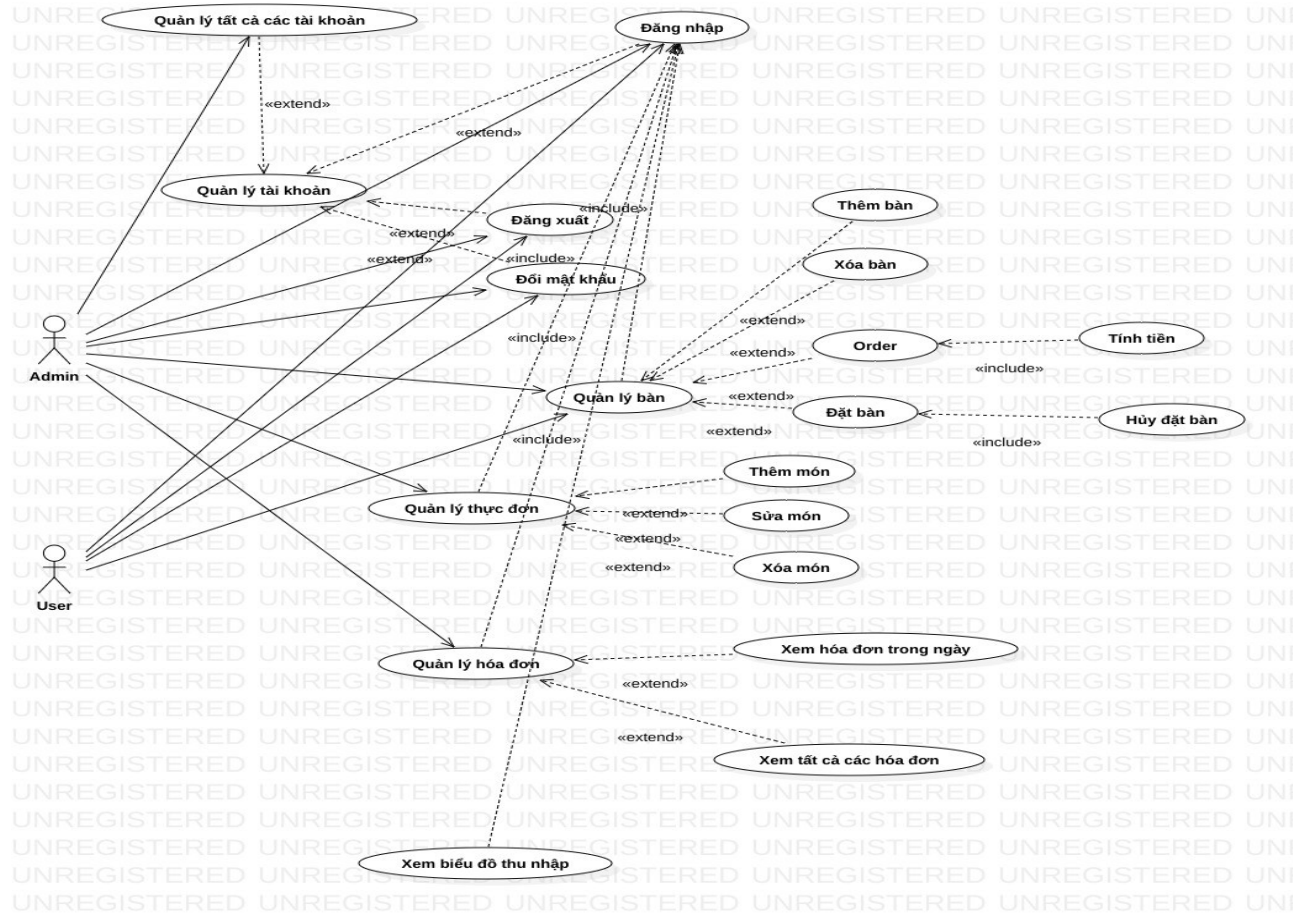 Quản lý tất cả các tài khoản
Đăng nhập
«extend»
«extend»
Quản lý tài khoản
Thêm bàn
Đăng xuất
«include»
«extend»
«extend»
«include»
Xóa bàn
Đổi mật khẩu
«extend»
Admin
«include»
Order
Tính tiền
«extend»
«include»
Quản lý bàn
«extend»
Đặt bàn
Hủy đặt bàn
«extend»
«include»
«include»
Thêm món
Quản lý thực đơn
«extend»
Sửa món
«extend»
«extend»
Xóa món
User
Quản lý hóa đơn
Xem hóa đơn trong ngày
«extend»
«extend»
Xem tất cả các hóa đơn
Xem biểu đồ thu nhập
UNREGISTERED